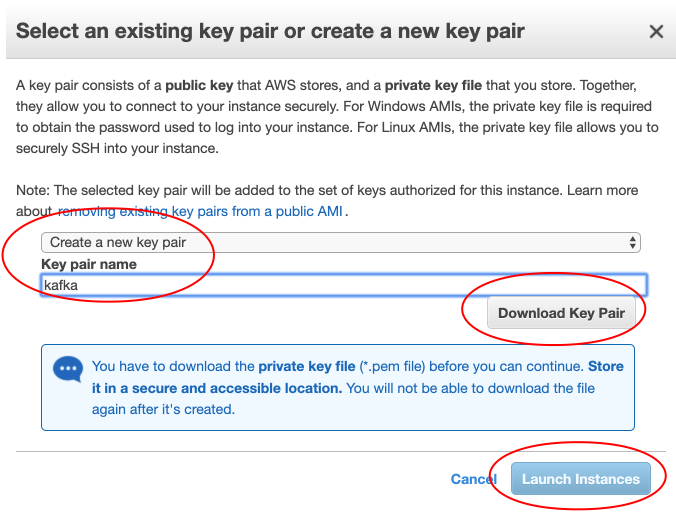 Select an existing key pair or create a new key pair
A key pair consists of a public key that AWS stores, and a private key file that you store. Together,
they allow you to connect to your instance securely. For Windows AMIs, the private key file is required
to obtain the password used to log into your instance. For Linux AMIs, the private key file allows you to
securely SSH into your instance.
Note: The selected key pair will be added to the set of keys authorized for this instance. Learn more
about removing existing key pairs from a public AMI .
Create a new key pair
Key pair name
kafka
Download Key Pair
You have to download the private key file (*.pem file) before you can continue. Store
it in a secure and accessible location. You will not be able to download the file
again after it's created.
Cancel Launch Instances